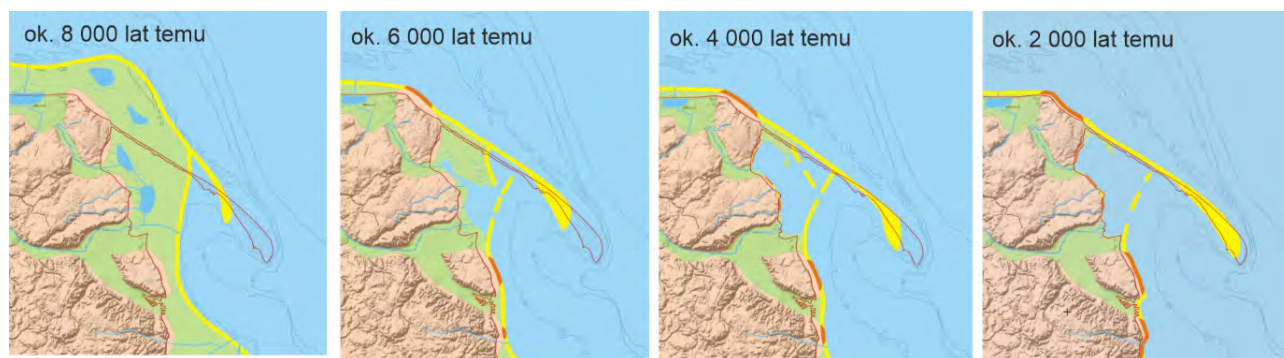 ok. 8 000 lat temu
ok. 6 000 lat temu
ok. 4 000 lat temu
ok. 2 000 lat temu